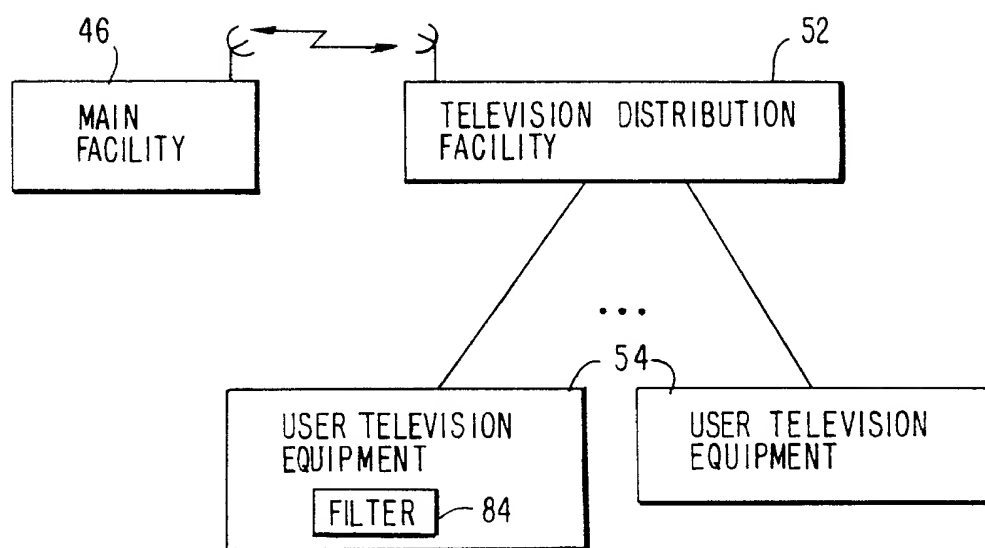 46
52
MAIN
FACILITY
TELEVISION DISTRIBUTION
FACILITY
...
54
USER TELEVISION
EQUIPMENT
FILTER
84
USER TELEVISION
EQUIPMENT